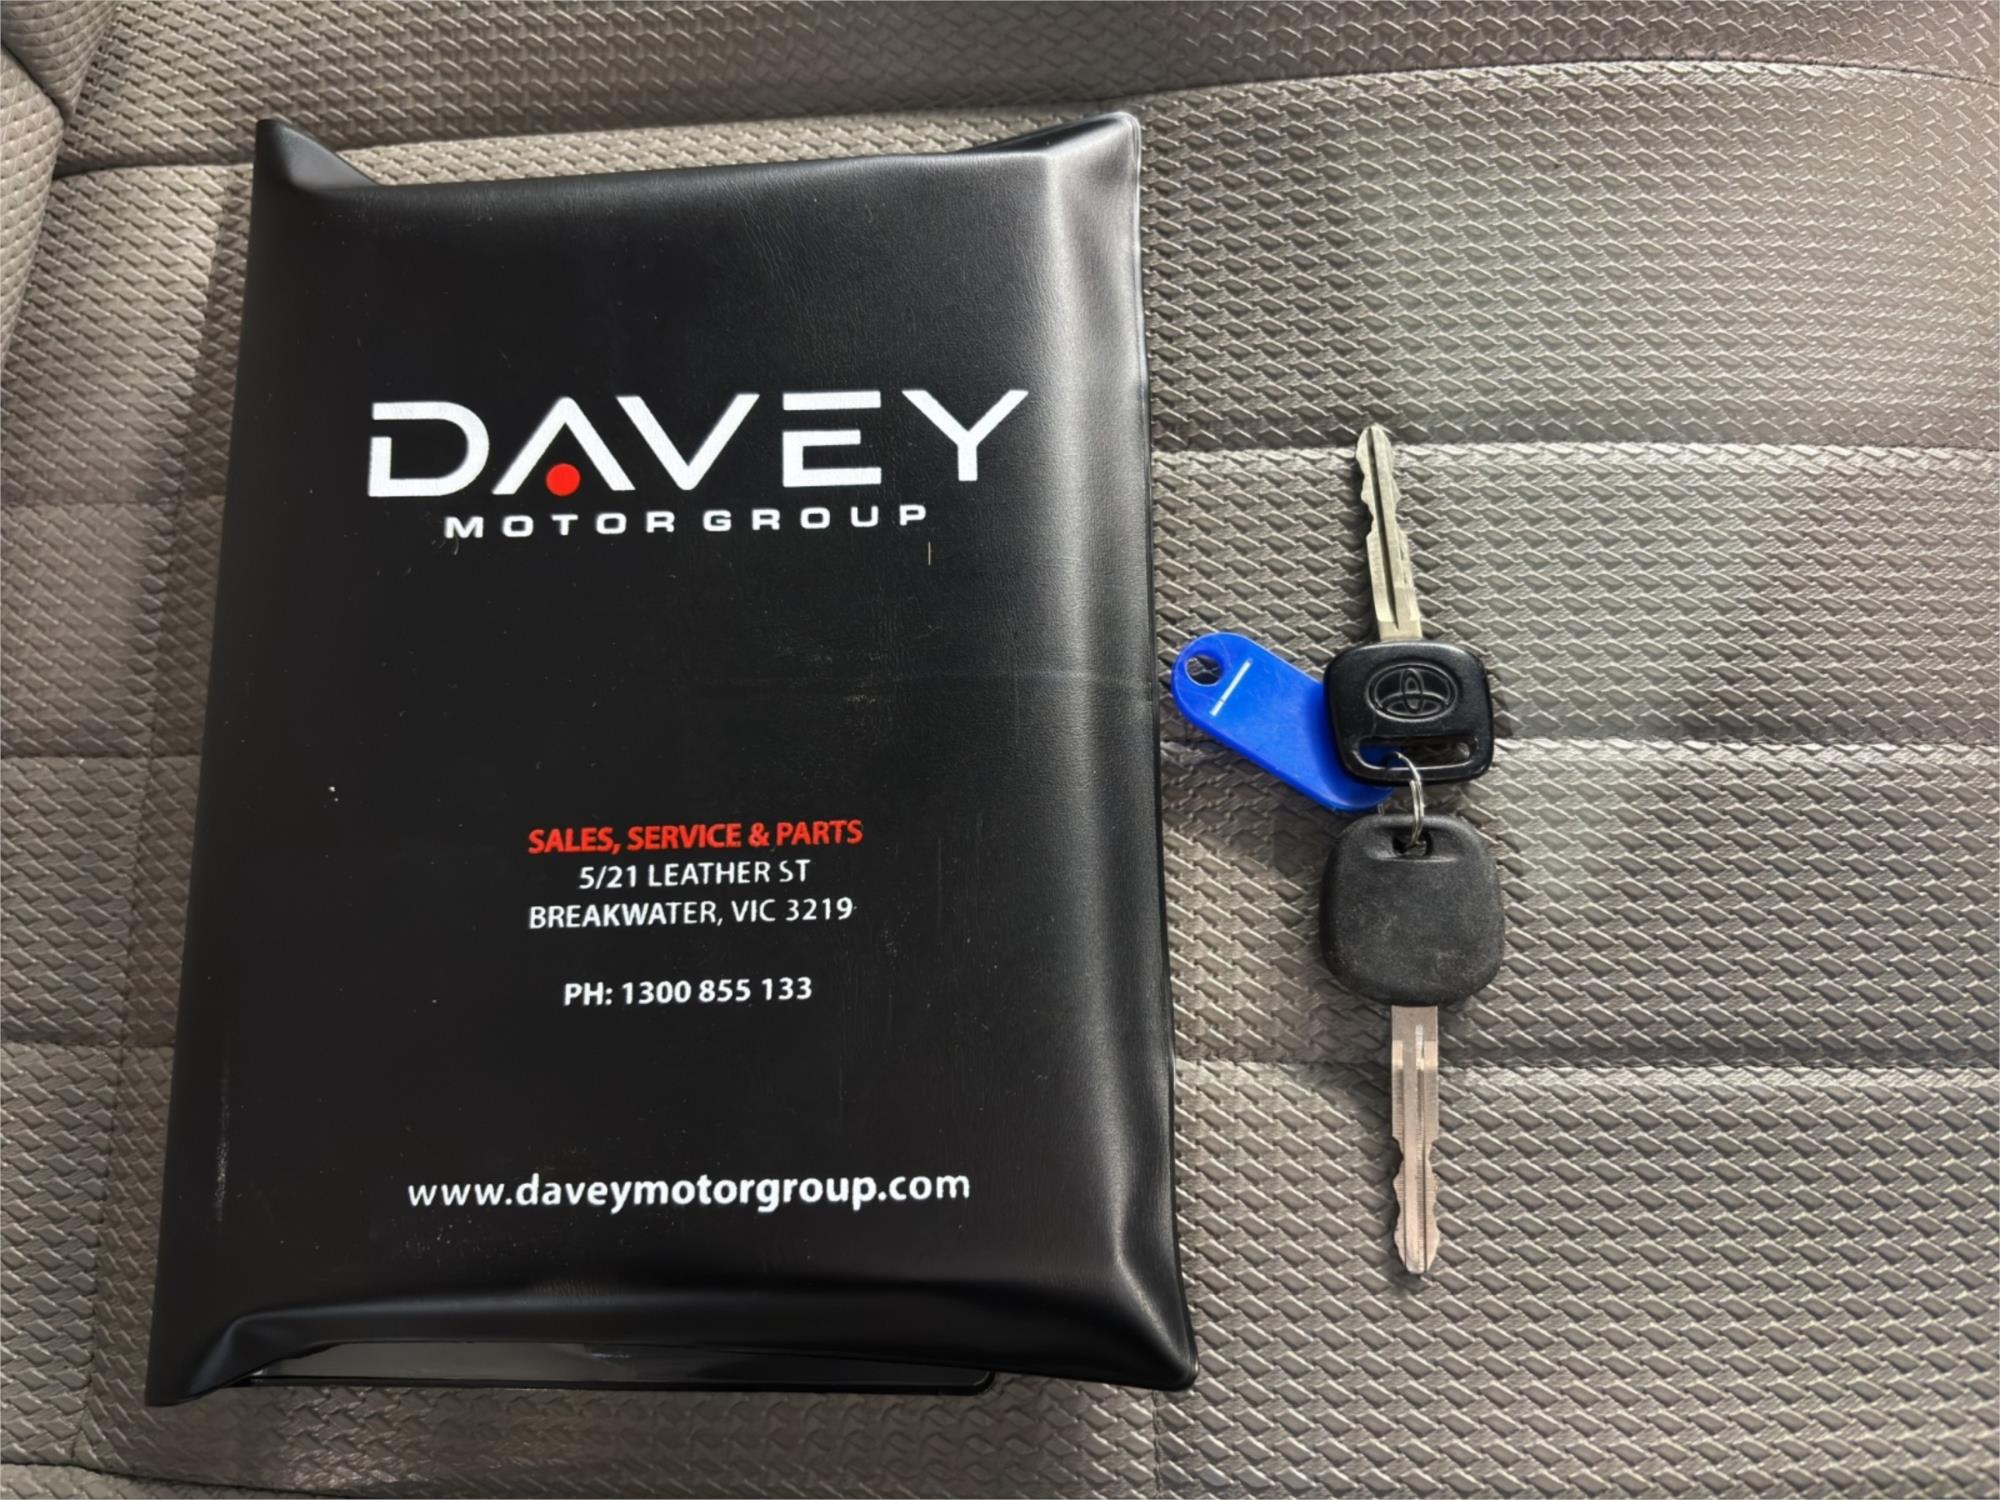 DAVEY
MOTOR GROUP
SALES, SERVICE & PARTS
5/21 LEATHER ST
BREAKWATER, VIC 3219
PH: 1300 855 133
www.daveymotorgroup.com